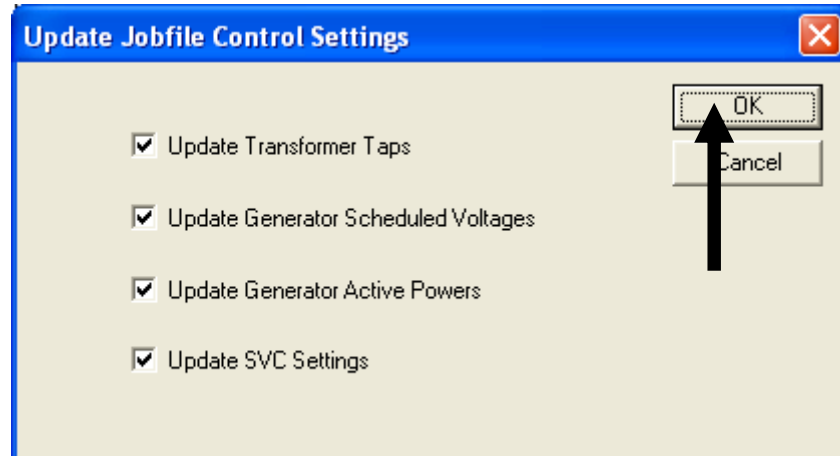 Update Jobfile Control Settings
OK
Update Transformer Taps
Cancel
Update Generator Scheduled Voltages
Update Generator Active Powers
Update SVC Settings